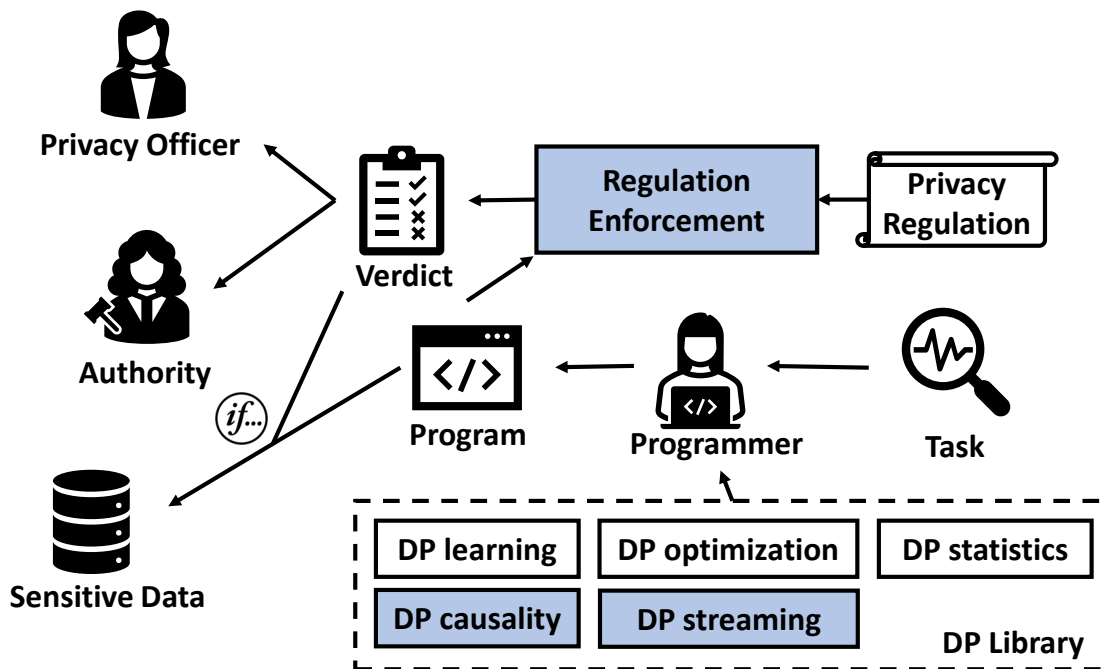 Privacy Officer
Regulation
Enforcement
Privacy
Regulation
Verdict
Authority
if...
</>
Program
</>
Programmer
Task
Sensitive Data
DP learning
DP optimization
DP statistics
DP causality
DP streaming
DP Library